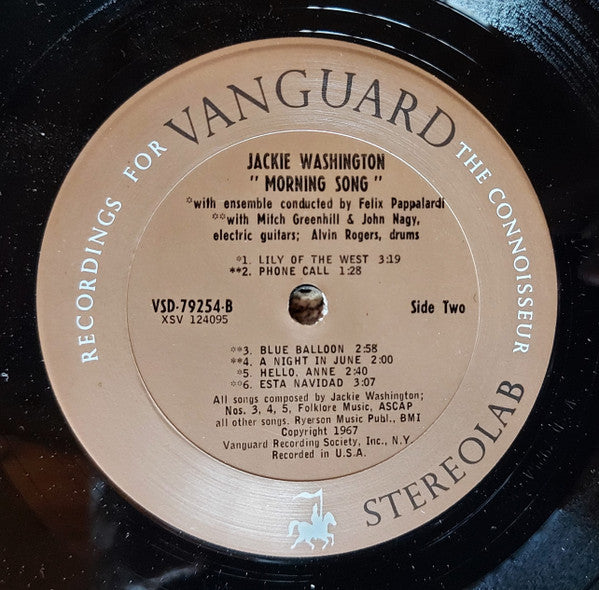 RECORDINGS FOR VANGUARD THE CONNOISSEUR
JACKIE WASHINGTON
" MORNING SONG "
*with ensemble conducted by Felix Pappalardi
**with Mitch Greenhill & John Nagy,
electric guitars; Alvin Rogers, drums
*1. LILY OF THE WEST 3:19
**2. PHONE CALL 1:28
VSD-79254-B
XSV 124095
Side Two
**3. BLUE BALLOON 2:58
**4. A NIGHT IN JUNE 2:00
*5. HELLO, ANNE 2:40
**6. ESTA NAVIDAD 3:07
All songs composed by Jackie Washington;
Nos. 3, 4, 5, Folklore Music, ASCAP
all other songs. Ryerson Music Publ., BMI
Copyright 1967
Vanguard Recording Society, Inc., N.Y.
Recorded in U.S.A.
STEREOLAB